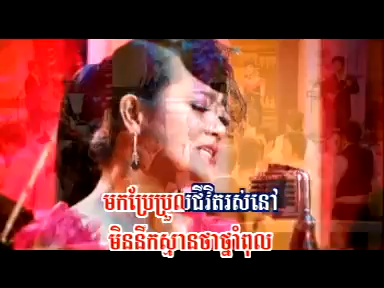 មកប្រែប្រួលជីវិតរស់នៅ
មិននឹកស្មានថាថ្នាំពុល